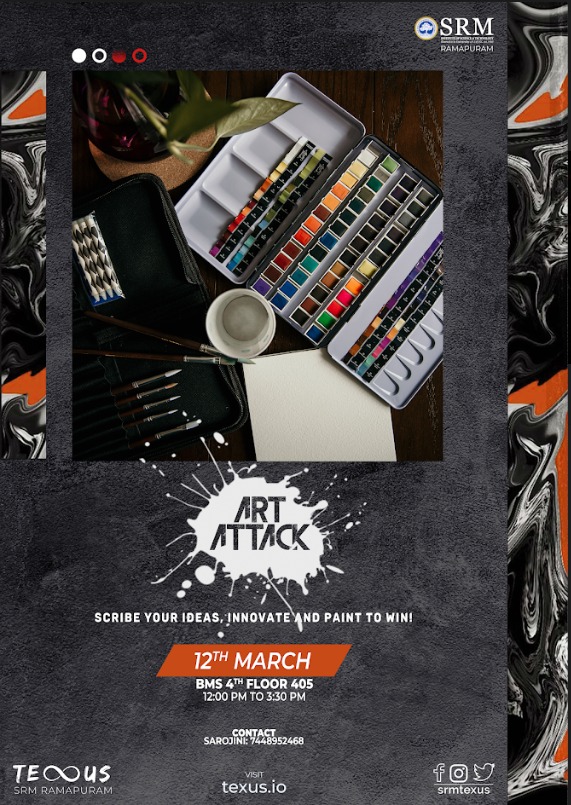 SRM
RAMAPURAM
ART
ATTACK
SCRIBE YOUR IDEAS, INNOVATE AND PAINT TO WIN!
12TH MARCH
BMS 4TH FLOOR 405
12:00 PM TO 3:30 PM
CONTACT
SAROJINI: 7448952468
TEXUS
SRM RAMAPURAM
VISIT
texus.io
srmtexus